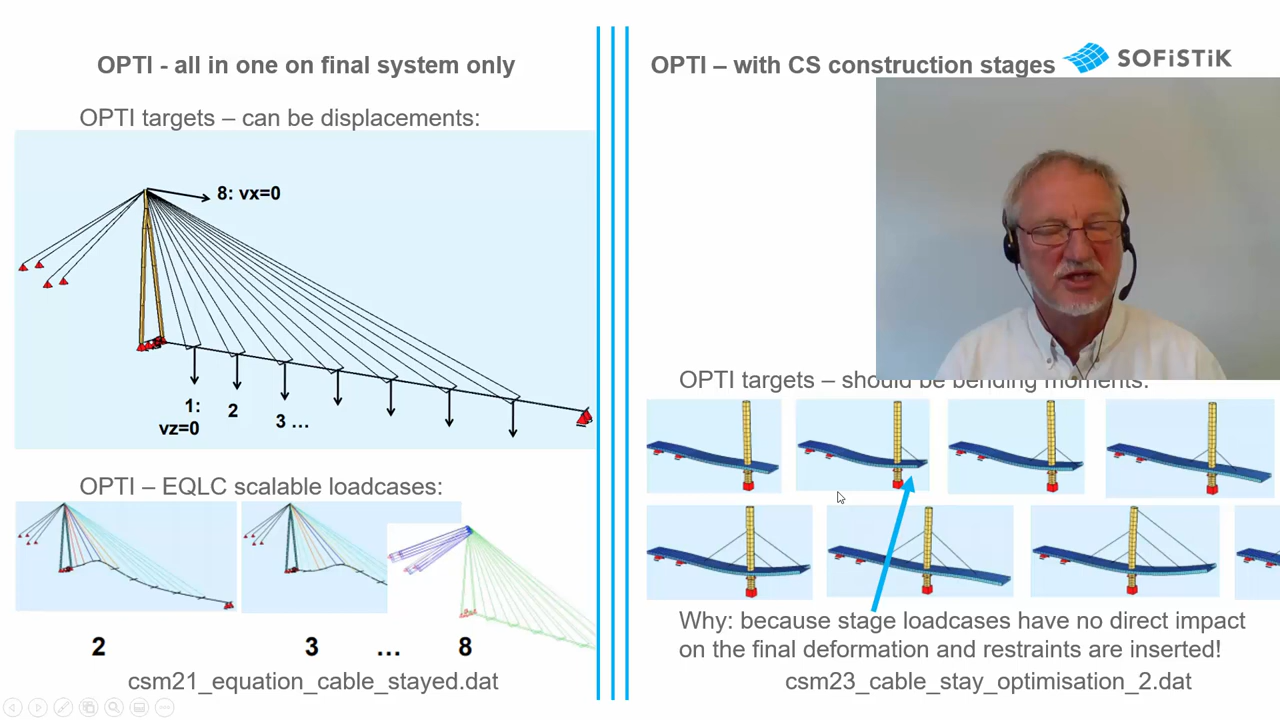 OPTI - all in one on final system only
OPTI targets – can be displacements:
8: vx=0
1:
vz=0
2
3 ...
OPTI – EQLC scalable loadcases:
2
3
...
8
csm21_equation_cable_stayed.dat
OPTI – with CS construction stages
SOFiSTiK
OPTI targets – should be bending moments:
Why: because stage loadcases have no direct impact
on the final deformation and restraints are inserted!
csm23_cable_stay_optimisation_2.dat